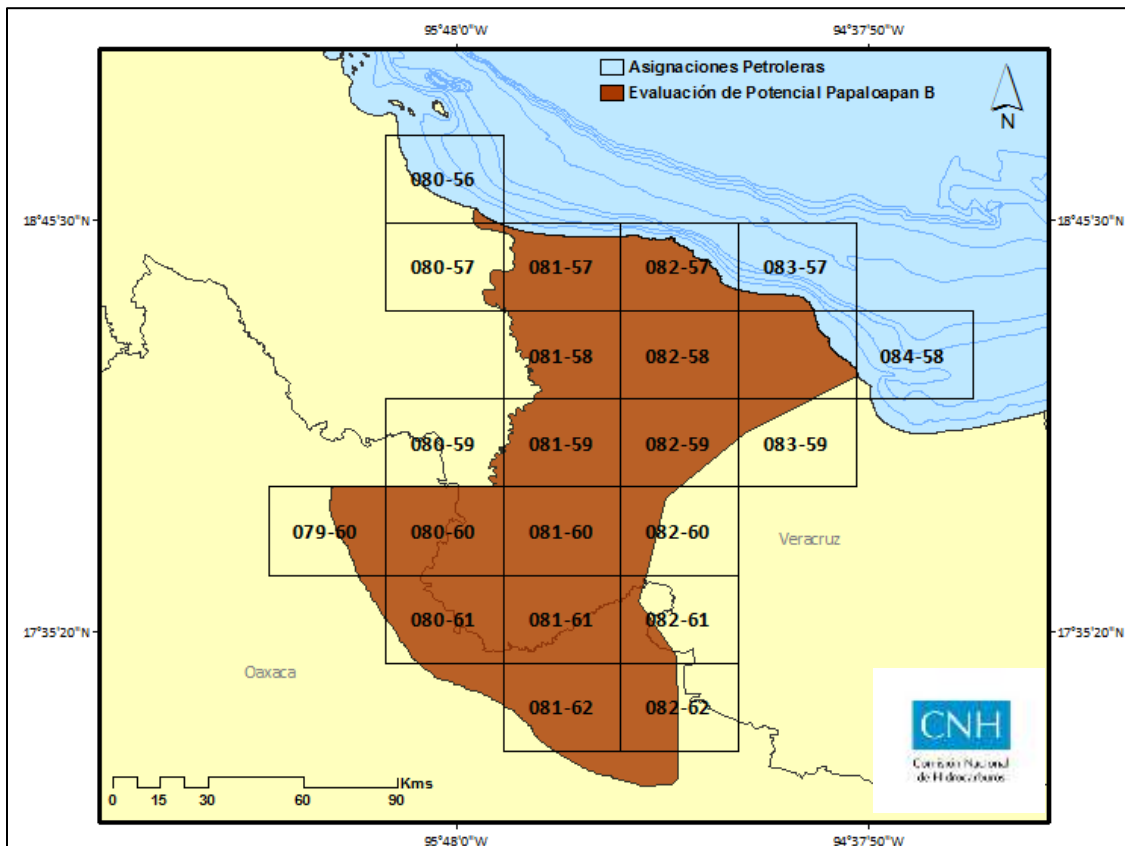 95°48'0"W
94°37'50"W
Asignaciones Petroleras
Evaluación de Potencial Papaloapan B
N
080-56
18°45'30"N
18°45'30"N
080-57
081-57
082-57
083-57
081-58
082-58
084-58
080-59
081-59
082-59
083-59
079-60
080-60
081-60
082-60
Veracruz
080-61
081-61
082-61
17°35'20"N
17°35'20"N
Oaxaca
081-62
082-62
CNH
Comisión Nacional
de Hidrocarburos
Kms
0 15 30 60 90
95°48'0"W
94°37'50"W